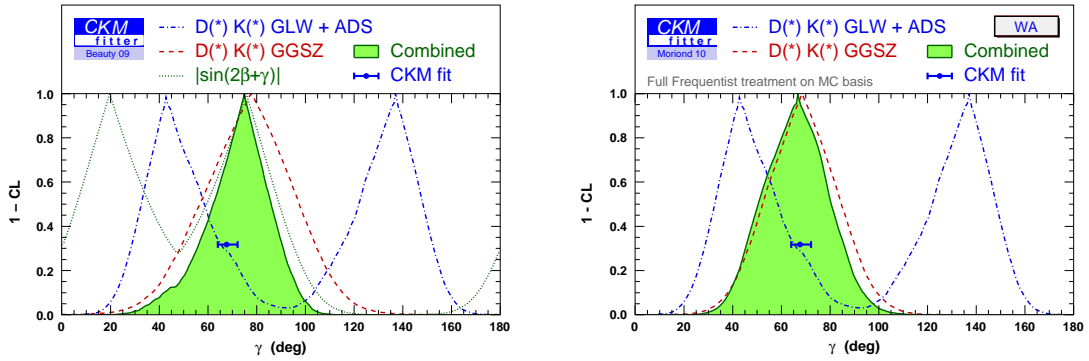 CKM
fitter
Beauty 09
D(*) K(*) GLW + ADS
D(*) K(*) GGSZ
Combined
|sin(2β+γ)|
CKM fit
1 − CL
1.0
0.8
0.6
0.4
0.2
0.0
0 20 40 60 80 100 120 140 160 180
γ (deg)
CKM
fitter
Moriond 10
D(*) K(*) GLW + ADS
WA
D(*) K(*) GGSZ
Combined
CKM fit
Full Frequentist treatment on MC basis
1 - CL
1.0
0.8
0.6
0.4
0.2
0.0
0 20 40 60 80 100 120 140 160 180
γ (deg)